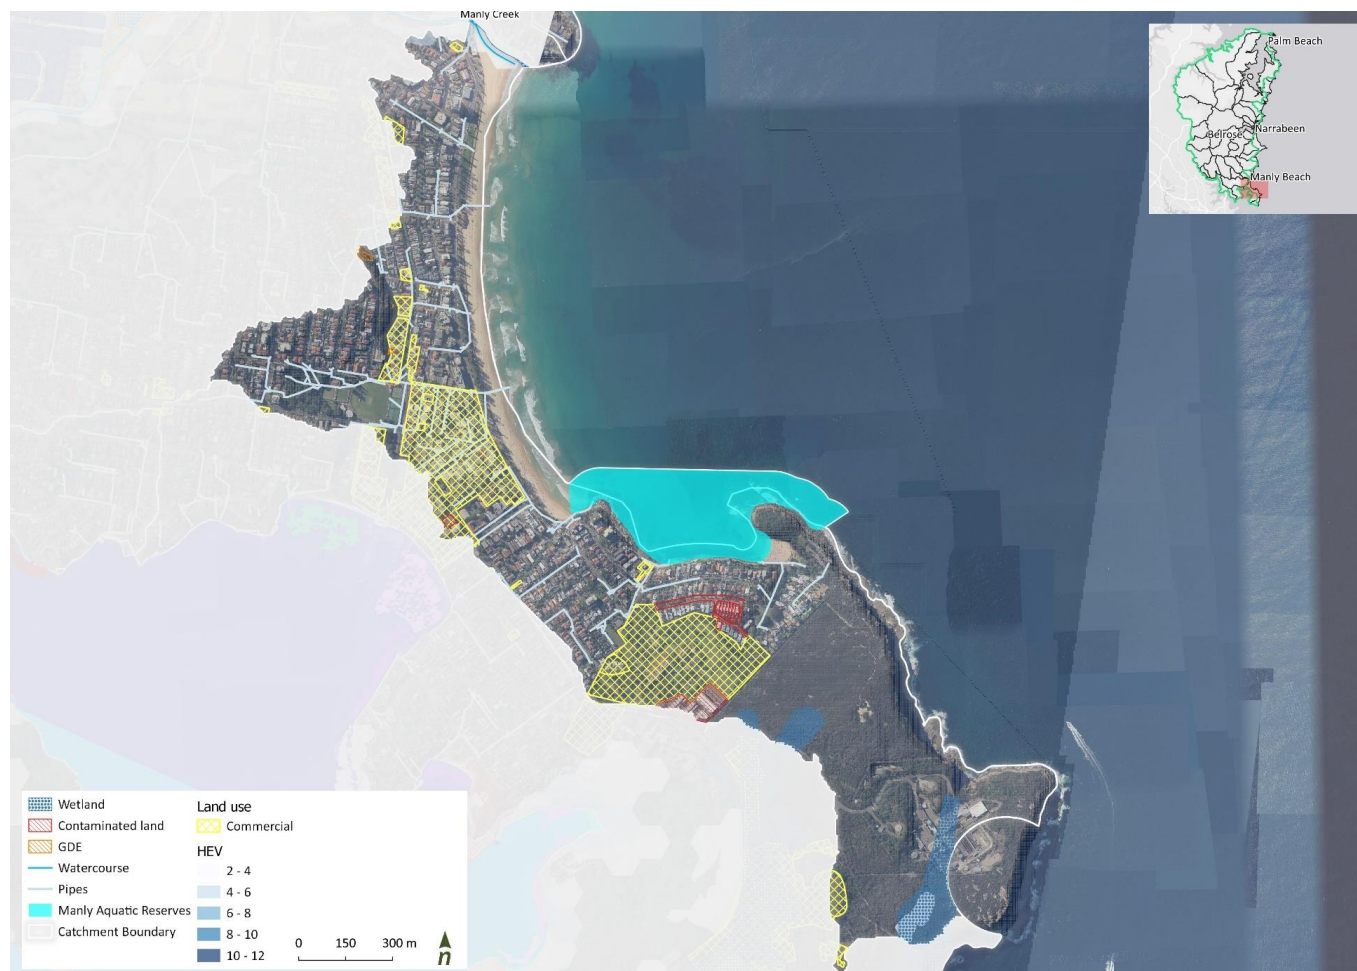 Manly Creek
Palm Beach
Narrabeen
Belrose
Manly Beach
Wetland
Contaminated land
GDE
Watercourse
Pipes
Manly Aquatic Reserves
Catchment Boundary
Land use
Commercial
HEV
2 - 4
4 - 6
6 - 8
8 - 10
10 - 12
0 150 300 m
n